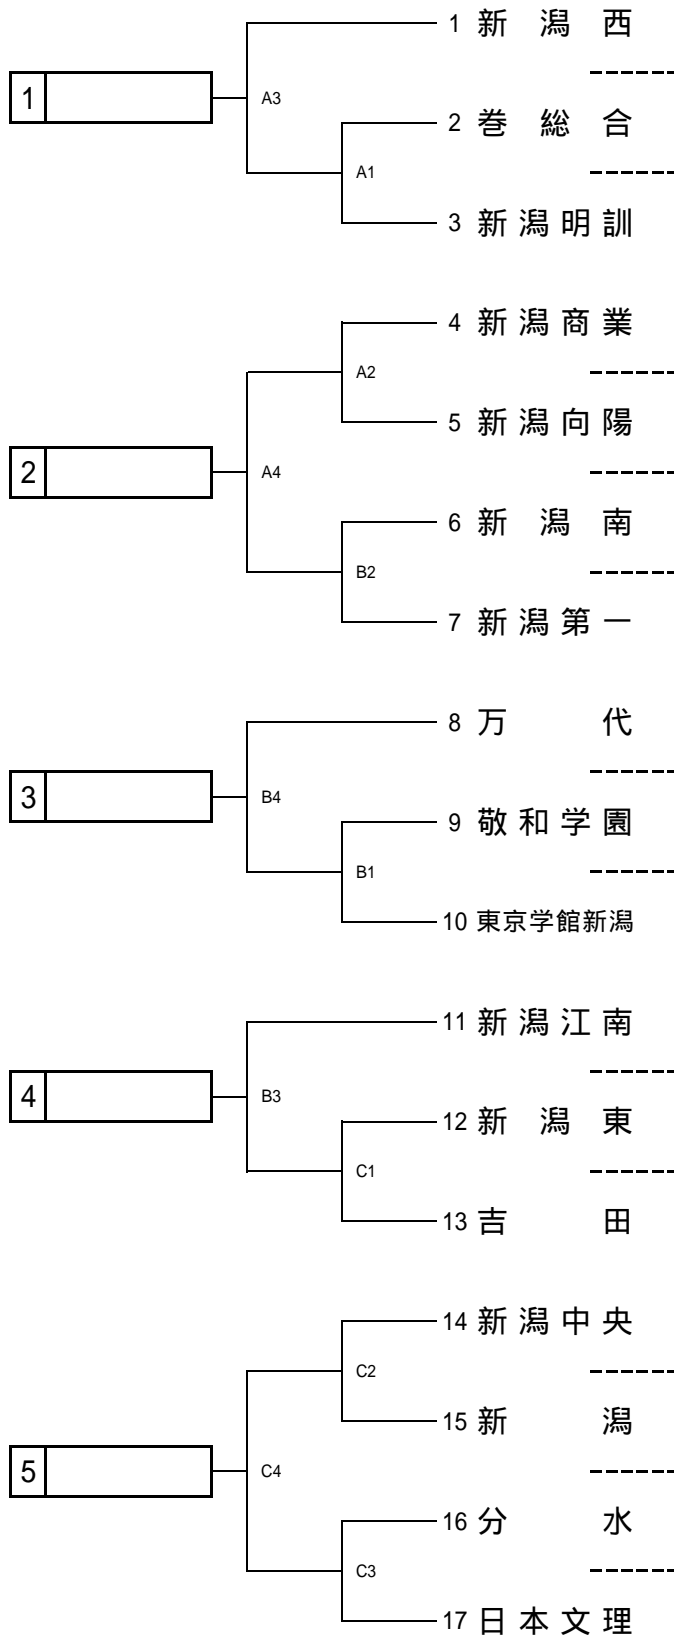 1 新潟西
1
A3
2 巻総合
A1
3 新潟明訓
4 新潟商業
A2
5 新潟向陽
2
A4
6 新潟南
B2
7 新潟第一
8 万代
3
B4
9 敬和学園
B1
10 東京学館新潟
11 新潟江南
4
B3
12 新潟東
C1
13 吉田
14 新潟中央
C2
15 新潟
5
C4
16 分水
C3
17 日本文理